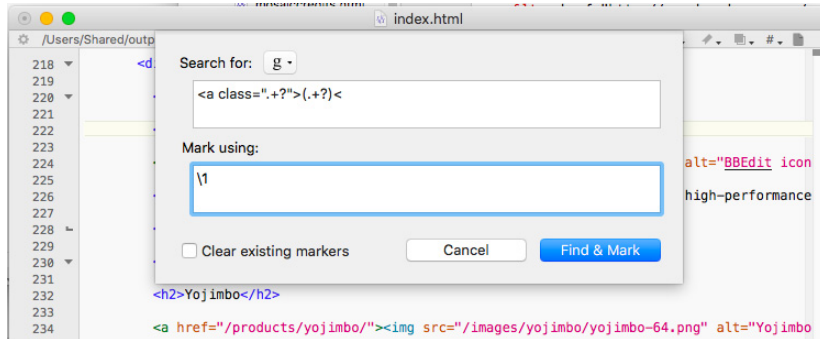 index.html
/Users/Shared/outp
#
218 <d
Search for: g
219
220
<a class=".+?">(.+?)<
221
222
223
Mark using:
224 alt="BBEdit icon
\1
225
226 high-performance
227
228
229
Clear existing markers Cancel Find & Mark
230
231
232 <h2>Yojimbo</h2>
233
234 <a href="/products/yojimbo/"><img src="/images/yojimbo/yojimbo-64.png" alt="Yojimbo